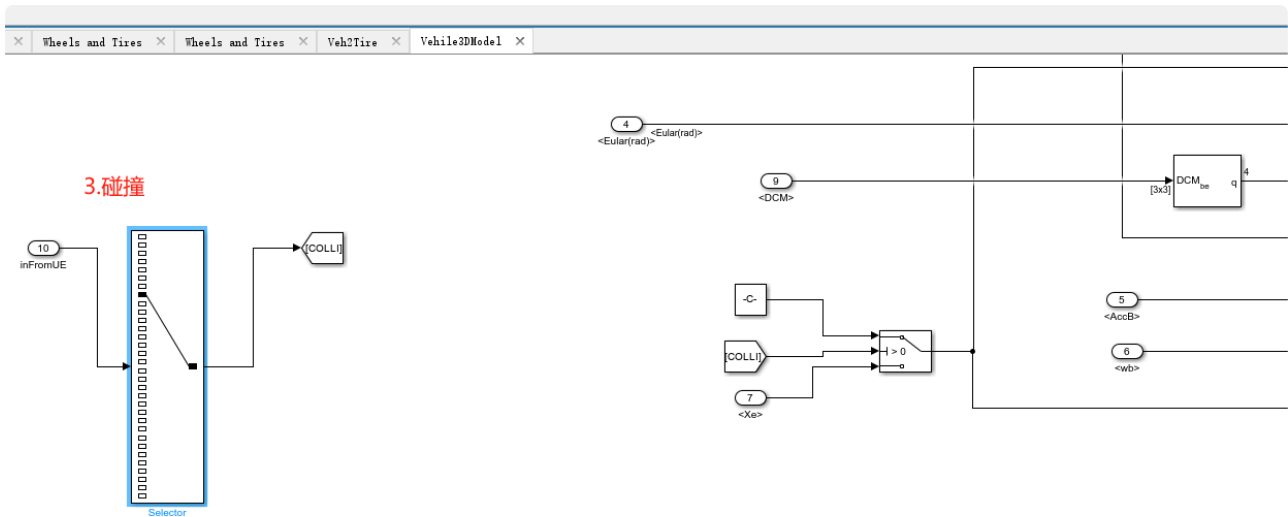 Wheels and Tires
Wheels and Tires
Veh2Tire
Vehile3DModel
4
<Eular(rad)>
<Eular(rad)>
9
<DCM>
[3x3]
DCM be
q
4
3.碰撞
10
inFromUE
[COLLI]
Selector
-C-
[COLLI]
> 0
7
<Xe>
5
<AccB>
6
<wb>